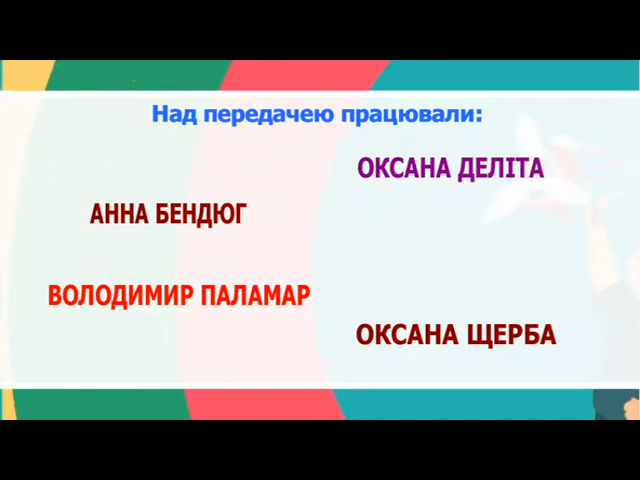 Над передачею працювали:
ОКСАНА ДЕЛІТА
АННА БЕНДЮГ
ВОЛОДИМИР ПАЛАМАР
ОКСАНА ЩЕРБА